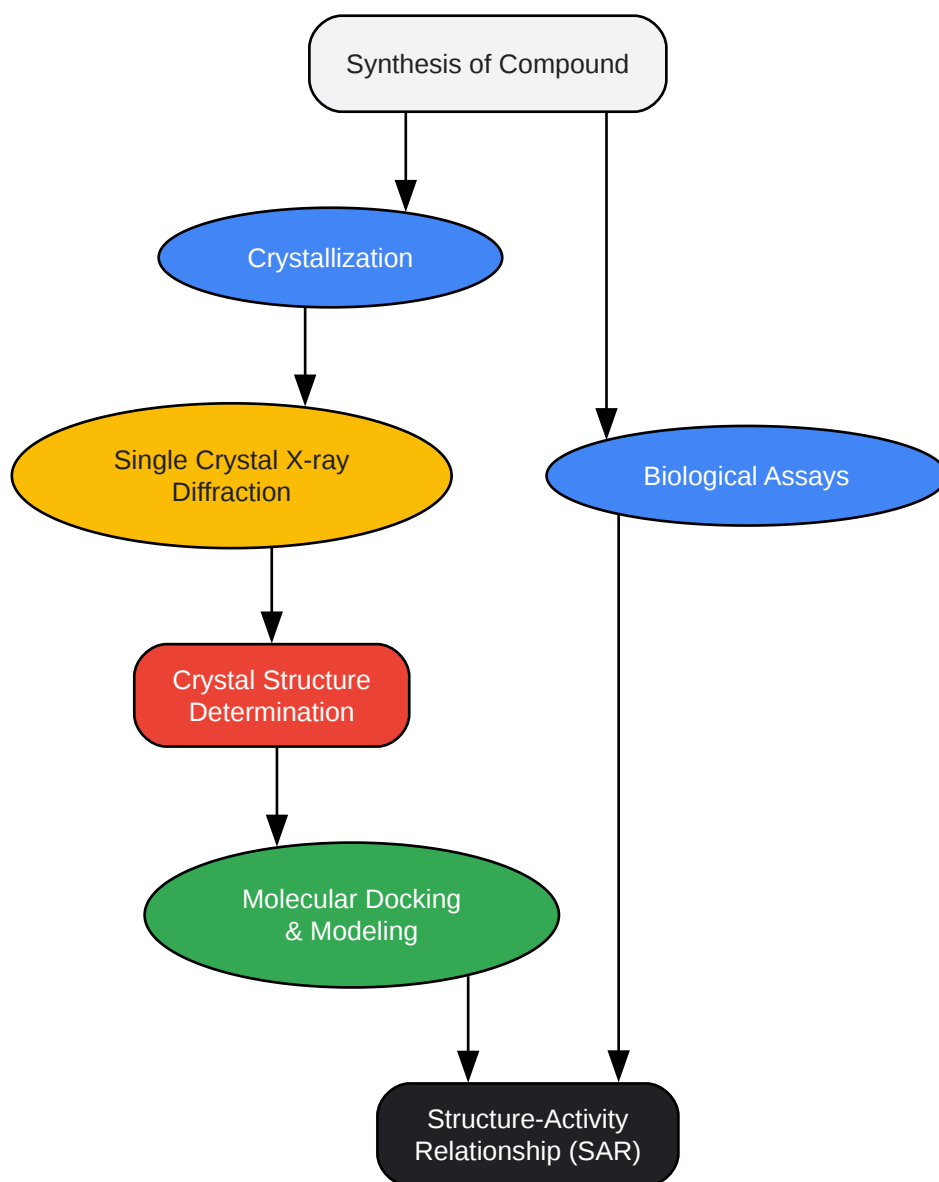 Synthesis of Compound
Crystallization
Single Crystal X-ray
Diffraction
Biological Assays
Crystal Structure
Determination
Molecular Docking
& Modeling
Structure-Activity
Relationship (SAR)